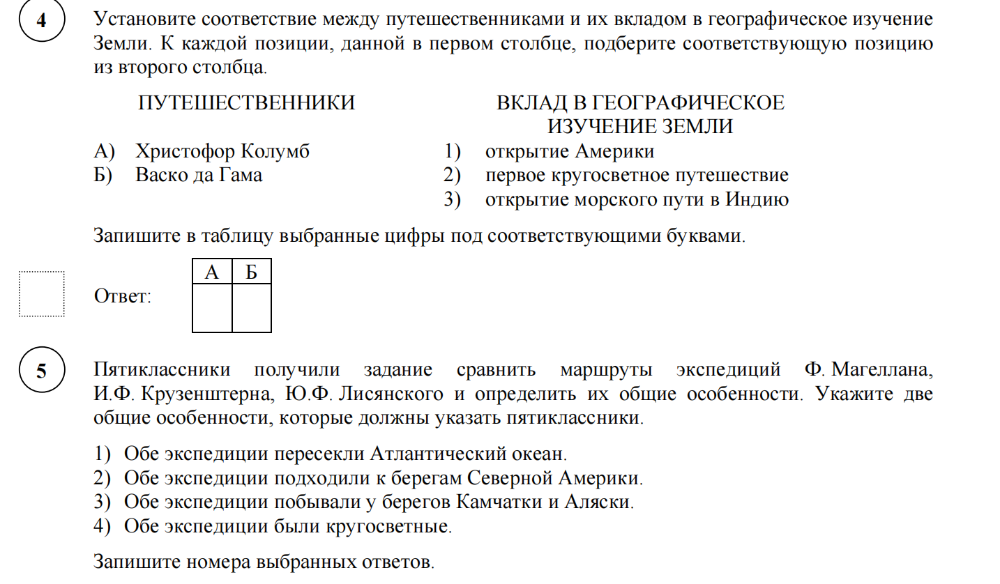 4
Установите соответствие между путешественниками и их вкладом в географическое изучение
Земли. К каждой позиции, данной в первом столбце, подберите соответствующую позицию
из второго столбца.
ПУТЕШЕСТВЕННИКИ
ВКЛАД В ГЕОГРАФИЧЕСКОЕ
ИЗУЧЕНИЕ ЗЕМЛИ
А) Христофор Колумб
Б) Васко да Гама
1) открытие Америки
2) первое кругосветное путешествие
3) открытие морского пути в Индию
Запишите в таблицу выбранные цифры под соответствующими буквами.
Ответ:
А Б
5
Пятиклассники получили задание сравнить маршруты экспедиций Ф. Магеллана,
И.Ф. Крузенштерна, Ю.Ф. Лисянского и определить их общие особенности. Укажите две
общие особенности, которые должны указать пятиклассники.
1) Обе экспедиции пересекли Атлантический океан.
2) Обе экспедиции подходили к берегам Северной Америки.
3) Обе экспедиции побывали у берегов Камчатки и Аляски.
4) Обе экспедиции были кругосветные.
Запишите номера выбранных ответов.